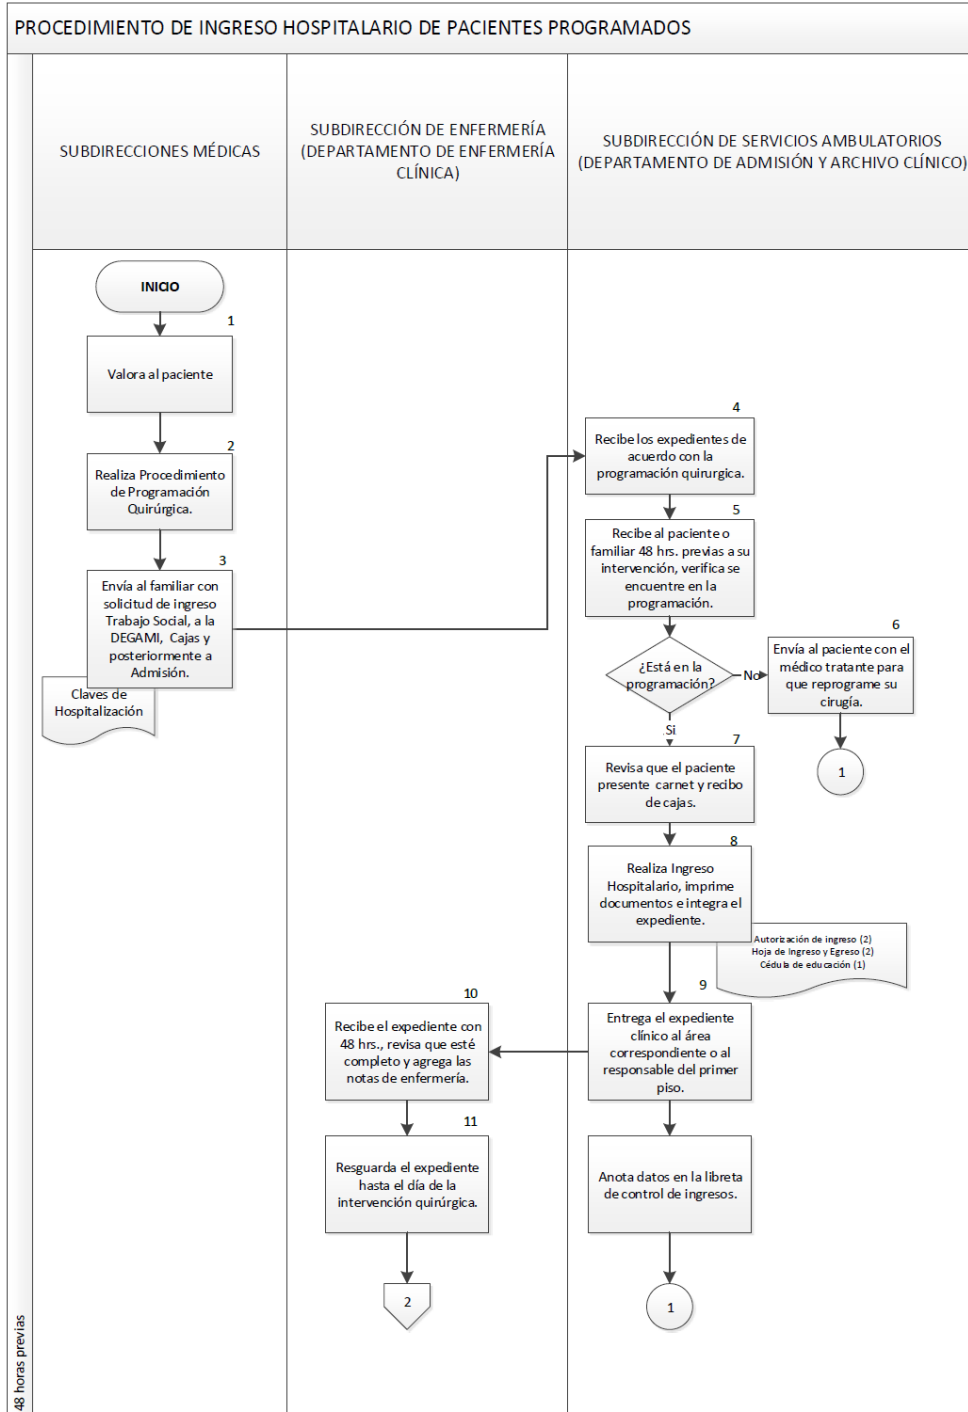 PROCEDIMIENTO DE INGRESO HOSPITALARIO DE PACIENTES PROGRAMADOS
SUBDIRECCIONES MÉDICAS
SUBDIRECCIÓN DE ENFERMERÍA
(DEPARTAMENTO DE ENFERMERÍA
CLÍNICA)
SUBDIRECCIÓN DE SERVICIOS AMBULATORIOS
(DEPARTAMENTO DE ADMISIÓN Y ARCHIVO CLÍNICO)
48 horas previas
INICIO
1
Valora al paciente
2
Realiza Procedimiento
de Programación
Quirúrgica.
3
Envía al familiar con
solicitud de ingreso
Trabajo Social, a la
DEGAMI, Cajas y
posteriormente a
Admisión.
Claves de
Hospitalización
4
Recibe los expedientes de
acuerdo con la
programación quirurgica.
5
Recibe al paciente o
familiar 48 hrs. previas a su
intervención, verifica se
encuentre en la
programación.
¿Está en la
programación?
No
6
Envía al paciente con el
médico tratante para
que reprograme su
cirugía.
1
Si
7
Revisa que el paciente
presente carnet y recibo
de cajas.
8
Realiza Ingreso
Hospitalario, imprime
documentos e integra el
expediente.
Autorización de ingreso (2)
Hoja de Ingreso y Egreso (2)
Cédula de educación (1)
9
Entrega el expediente
clínico al área
correspondiente o al
responsable del primer
piso.
10
Recibe el expediente con
48 hrs., revisa que esté
completo y agrega las
notas de enfermería.
11
Resguarda el expediente
hasta el día de la
intervención quirúrgica.
2
Anota datos en la libreta
de control de ingresos.
1